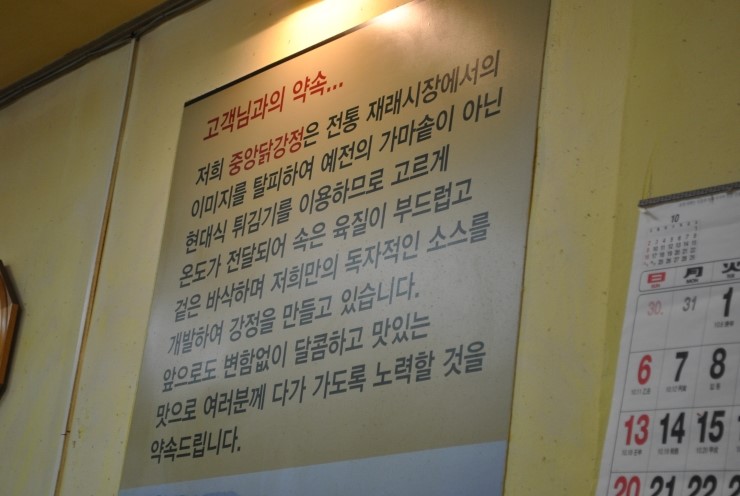 고객님과의 약속...
저희 중앙닭강정은 전통 재래시장에서의
이미지를 탈피하여 예전의 가마솥이 아닌
현대식 튀김기를 이용하므로 고르게
온도가 전달되어 속은 육질이 부드럽고
겉은 바삭하며 저희만의 독자적인 소스를
개발하여 강정을 만들고 있습니다.
앞으로도 변함없이 달콤하고 맛있는
맛으로 여러분께 다가 가도록 노력할 것을
약속드립니다.
10
日 月 火
30 31 1
6 7 8
13 14 15
20 21 22